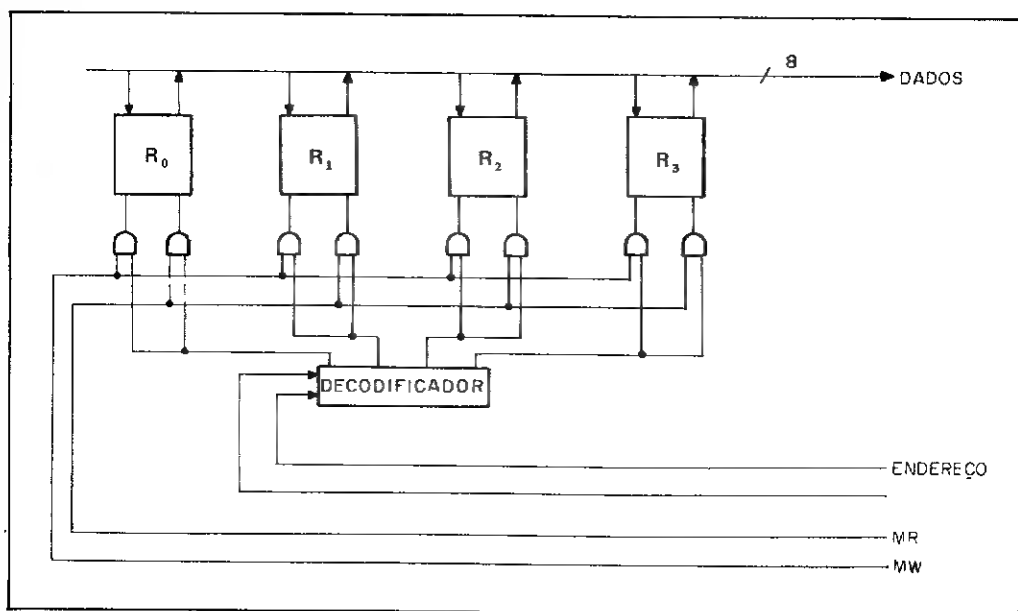 8
DADOS
R₀
R₁
R₂
R₃
DECODIFICADOR
ENDEREÇO
MR
MW